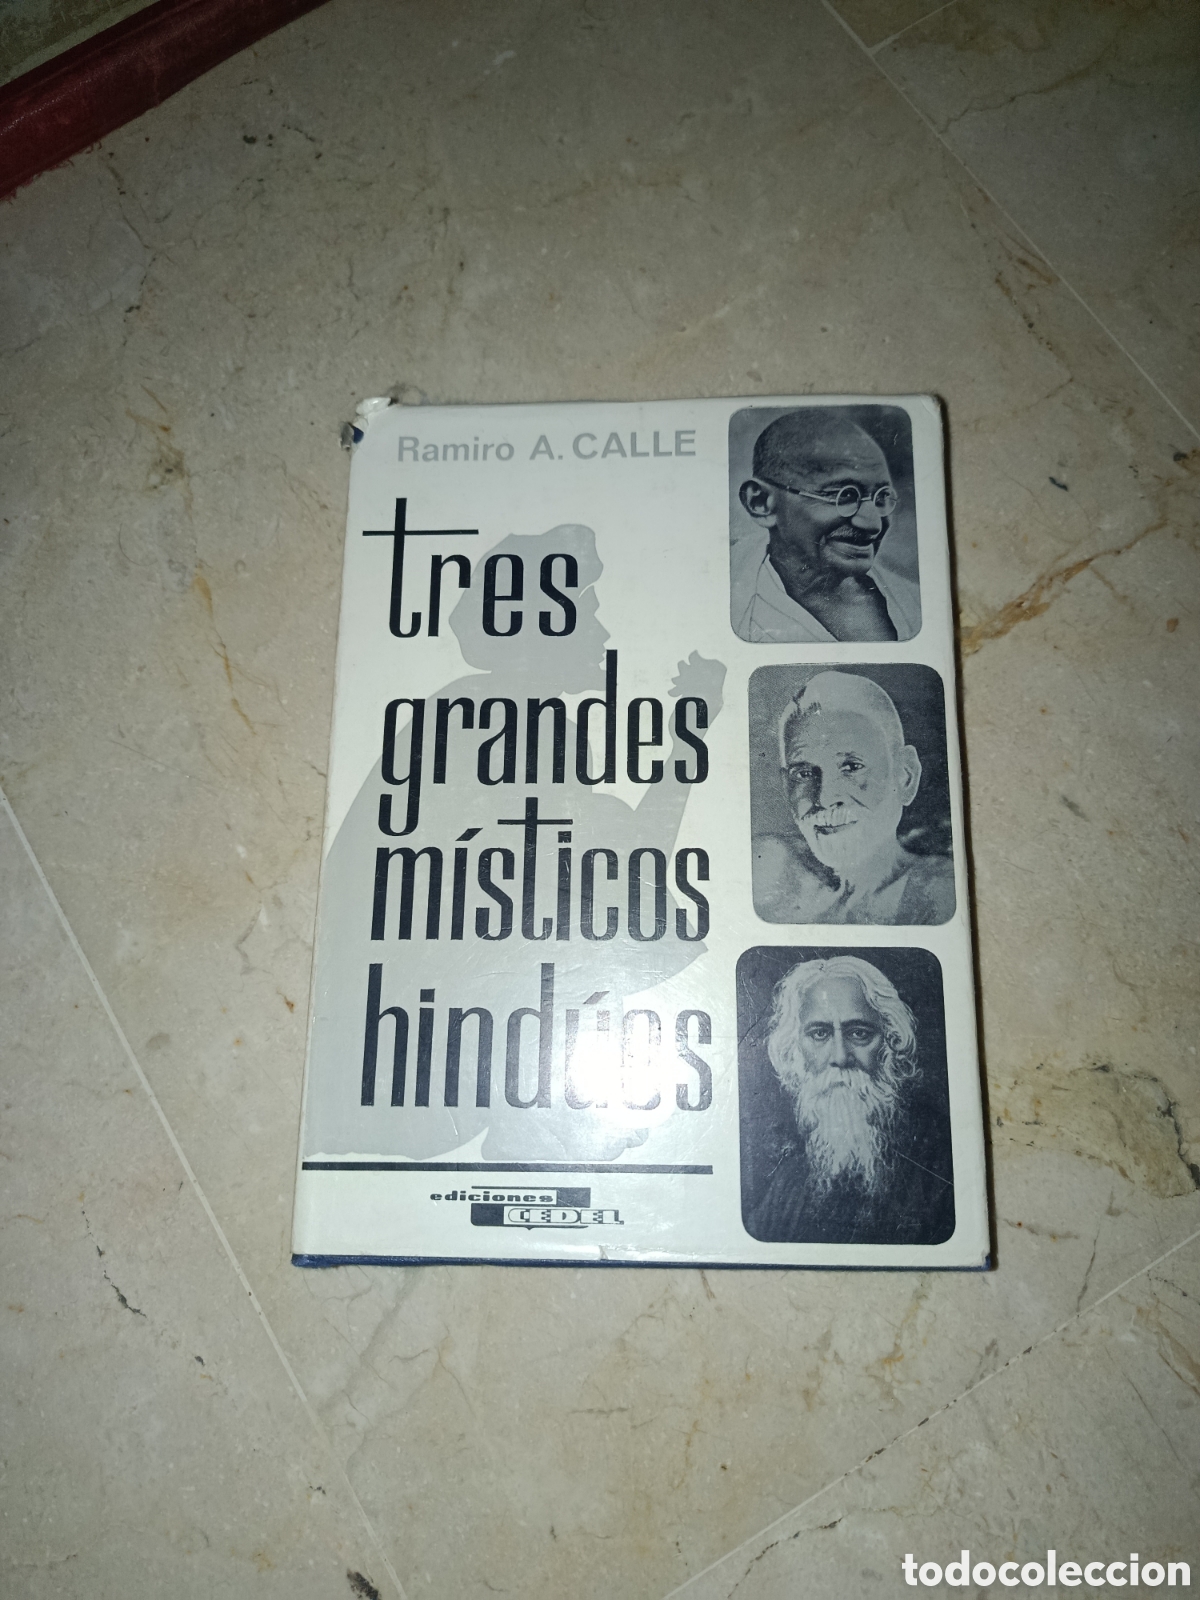 Ramiro A. CALLE
tres
grandes
místicos
hindúes
ediciones
CEDEL
todocoleccion